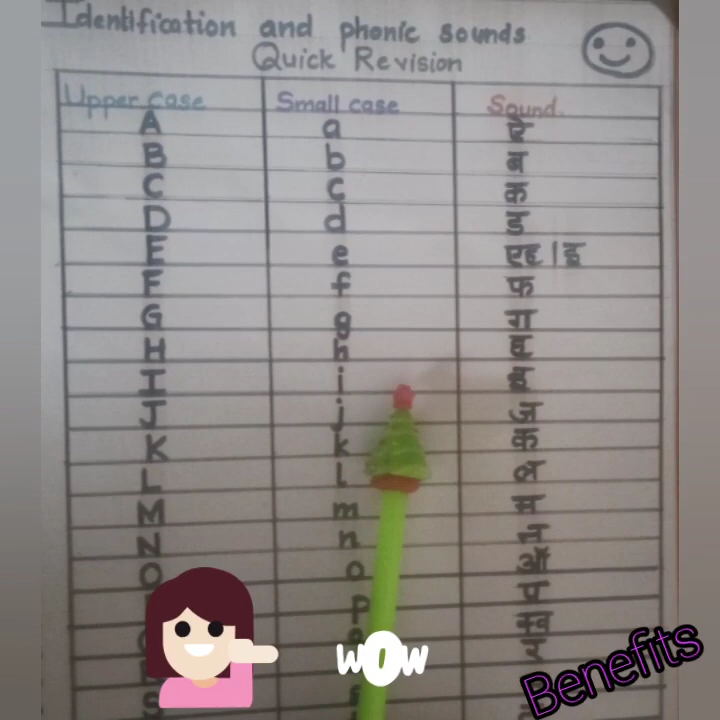 Identification and phonic sounds
Quick Revision
Upper case Small case Sound.
A a ऐ
B b ब
C c क
D d ड
E e एह।इ
F f फ
G g ग
H h ह
I i
J j ज
K k क
L l ल
M m म
N n न
O o ऑ
p प
क्व
र
S
wow
Benefits